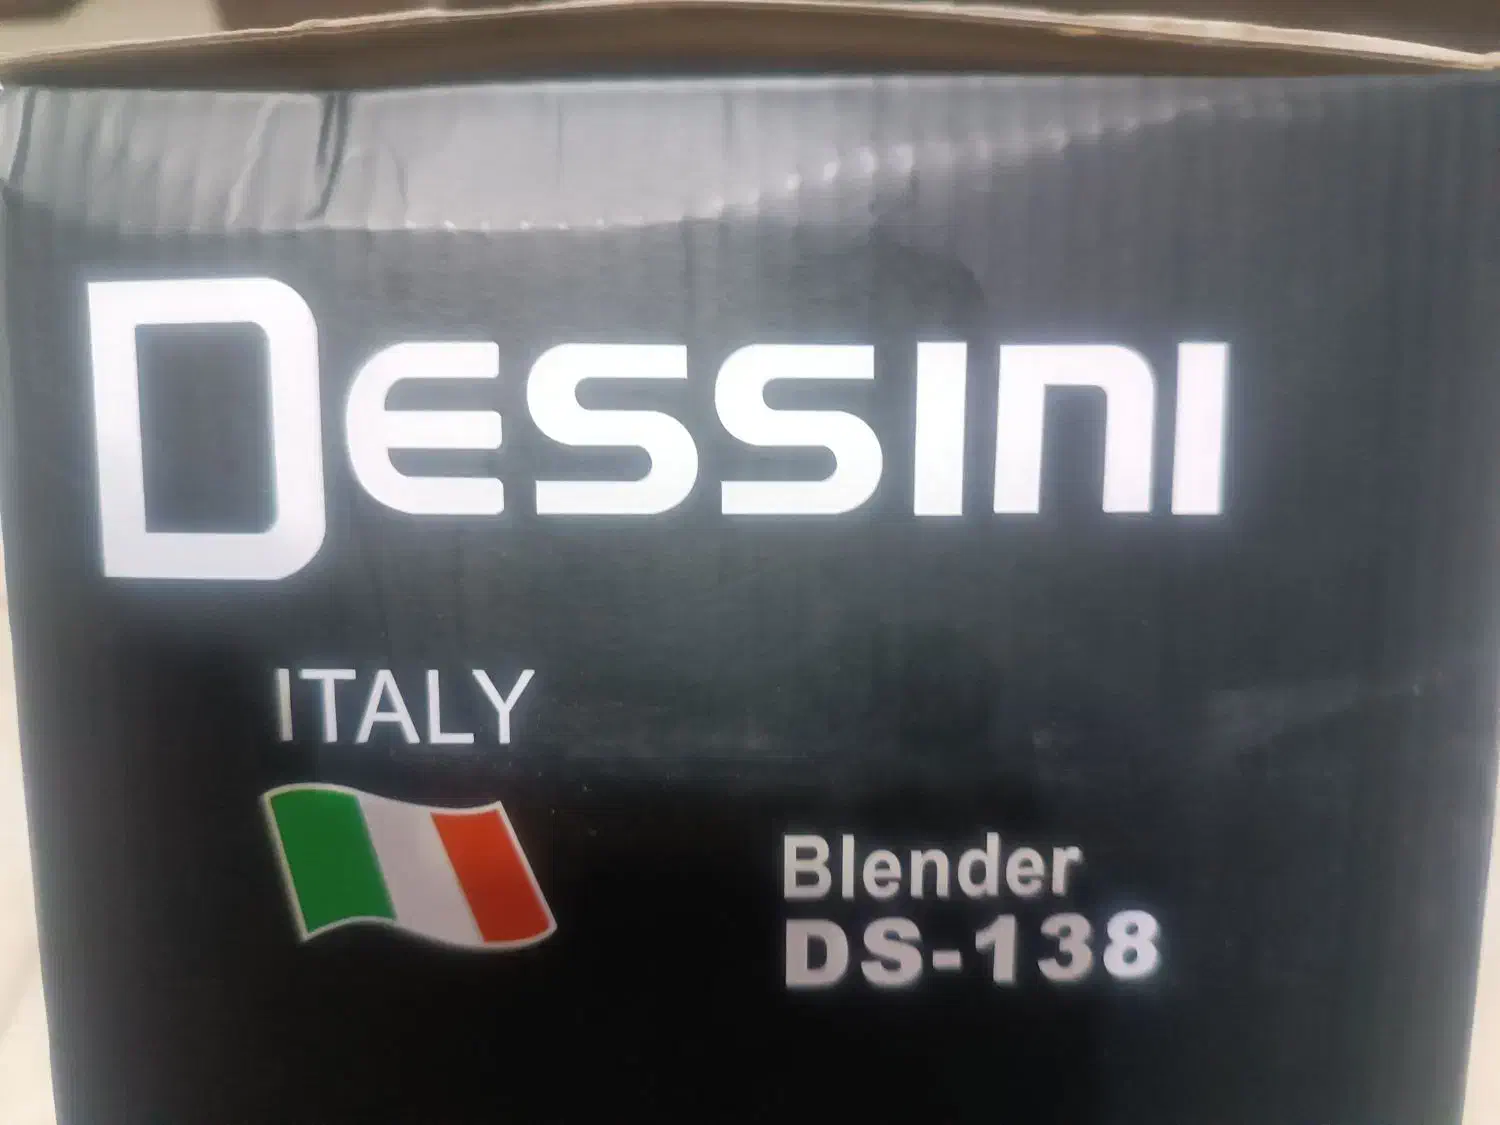 DESSINI
ITALY
Blender
DS-138